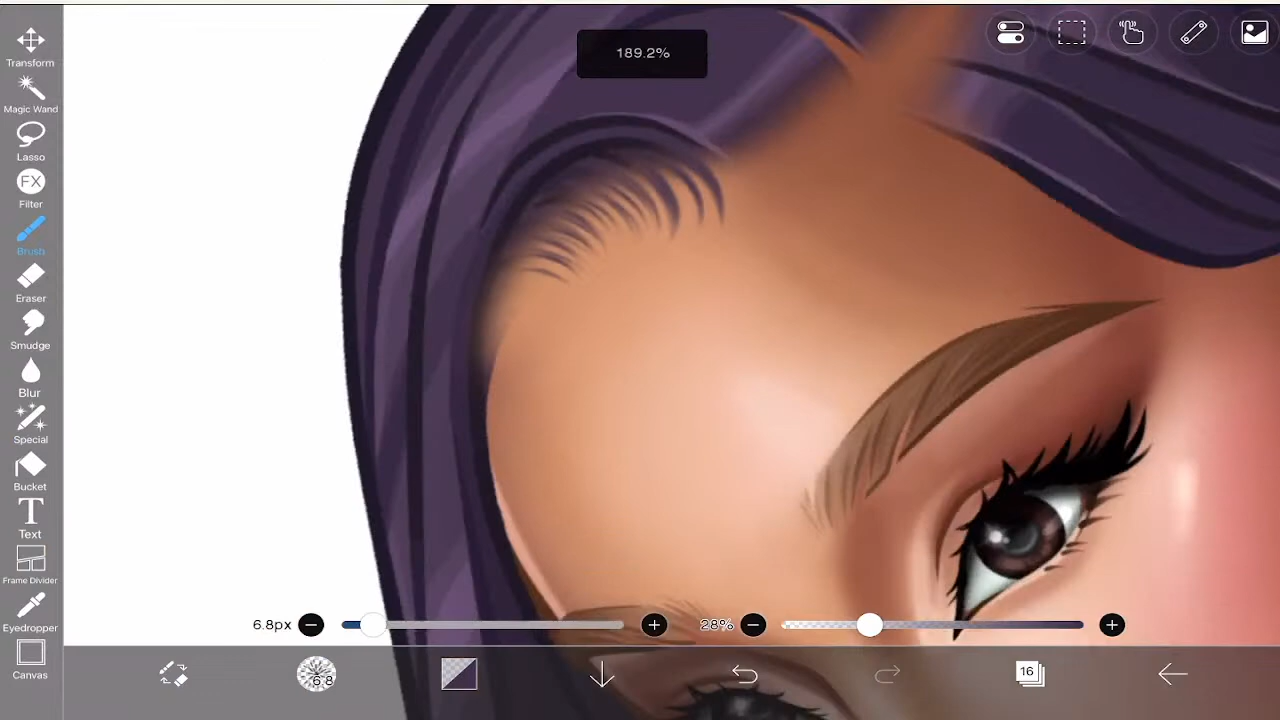 Transform
Magic Wand
Lasso
FX
Filter
Brush
Eraser
Smudge
Blur
Special
Bucket
T
Text
Frame Divider
Eyedropper
Canvas
189.2%
6.8px
28%
6.8
16